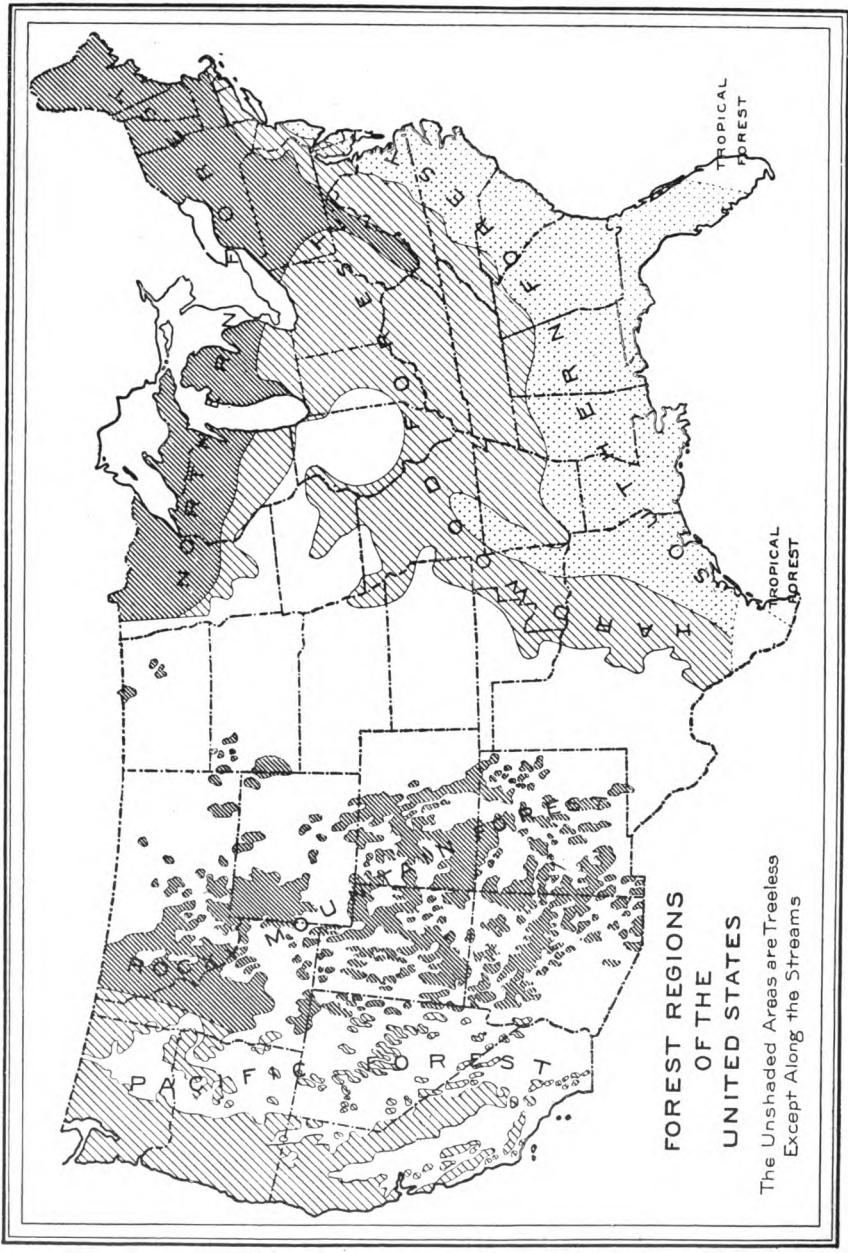 NORTHERN FOREST
HARDWOOD FOREST
SOUTHERN FOREST
ROCKY MOUNTAIN FOREST
PACIFIC FOREST
TROPICAL
FOREST
TROPICAL
FOREST
FOREST REGIONS
OF THE
UNITED STATES
The Unshaded Areas are Treeless
Except Along the Streams